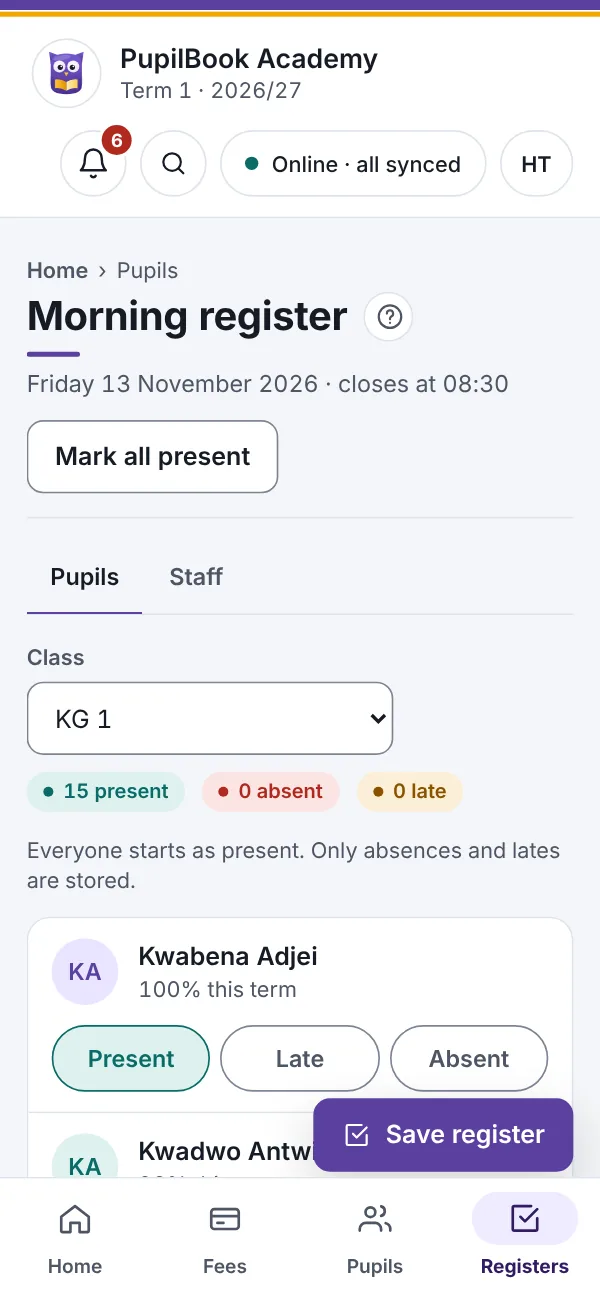 PupilBook Academy
Term 1 · 2026/27
6
Online · all synced
HT
Home › Pupils
Morning register
Friday 13 November 2026 · closes at 08:30
Mark all present
Pupils
Staff
Class
KG 1
15 present
0 absent
0 late
Everyone starts as present. Only absences and lates
are stored.
KA
Kwabena Adjei
100% this term
Present
Late
Absent
KA
Kwadwo Antwi
Save register
Home
Fees
Pupils
Registers